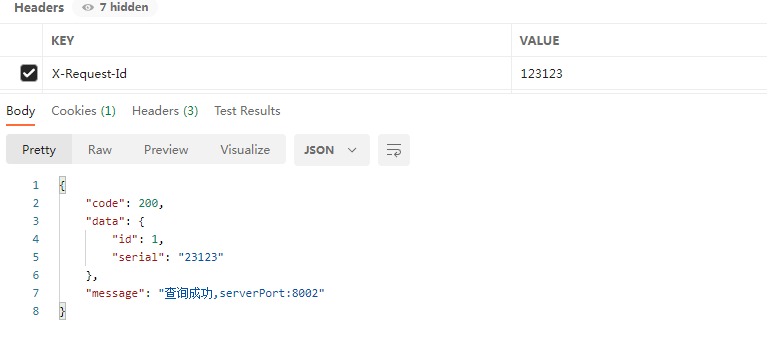 Headers 7 hidden
KEY VALUE
X-Request-Id 123123
Body Cookies (1) Headers (3) Test Results
Pretty Raw Preview Visualize JSON
1 {
2 "code": 200,
3 "data": {
4 "id": 1,
5 "serial": "23123"
6 },
7 "message": "查询成功,serverPort:8002"
8 }